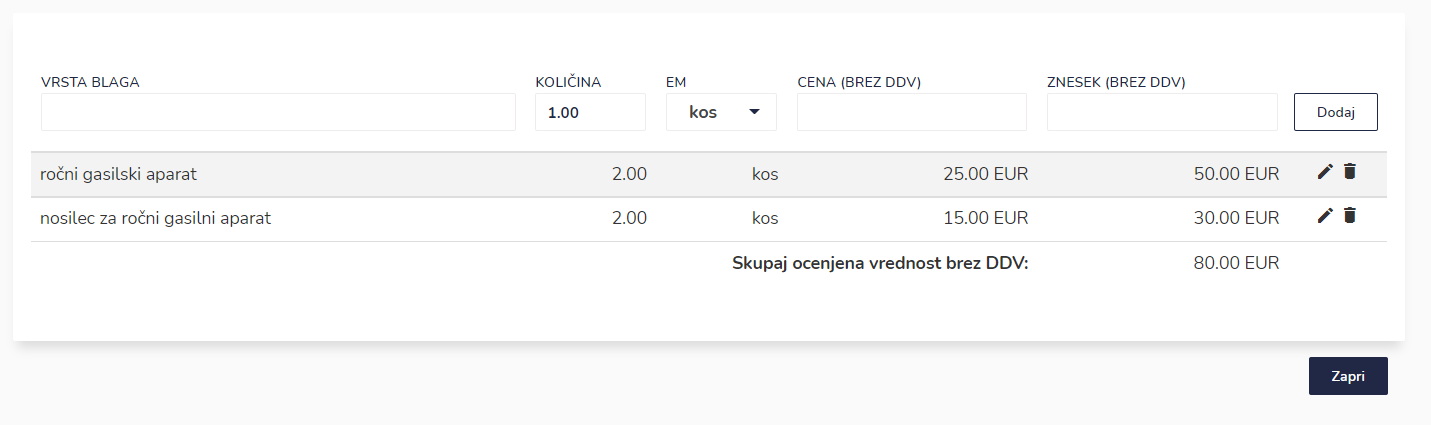 VRSTA BLAGA KOLIČINA EM CENA (BREZ DDV) ZNESEK (BREZ DDV)
1.00 kos Dodaj
ročni gasilski aparat 2.00 kos 25.00 EUR 50.00 EUR
nosilec za ročni gasilni aparat 2.00 kos 15.00 EUR 30.00 EUR
Skupaj ocenjena vrednost brez DDV: 80.00 EUR
Zapri